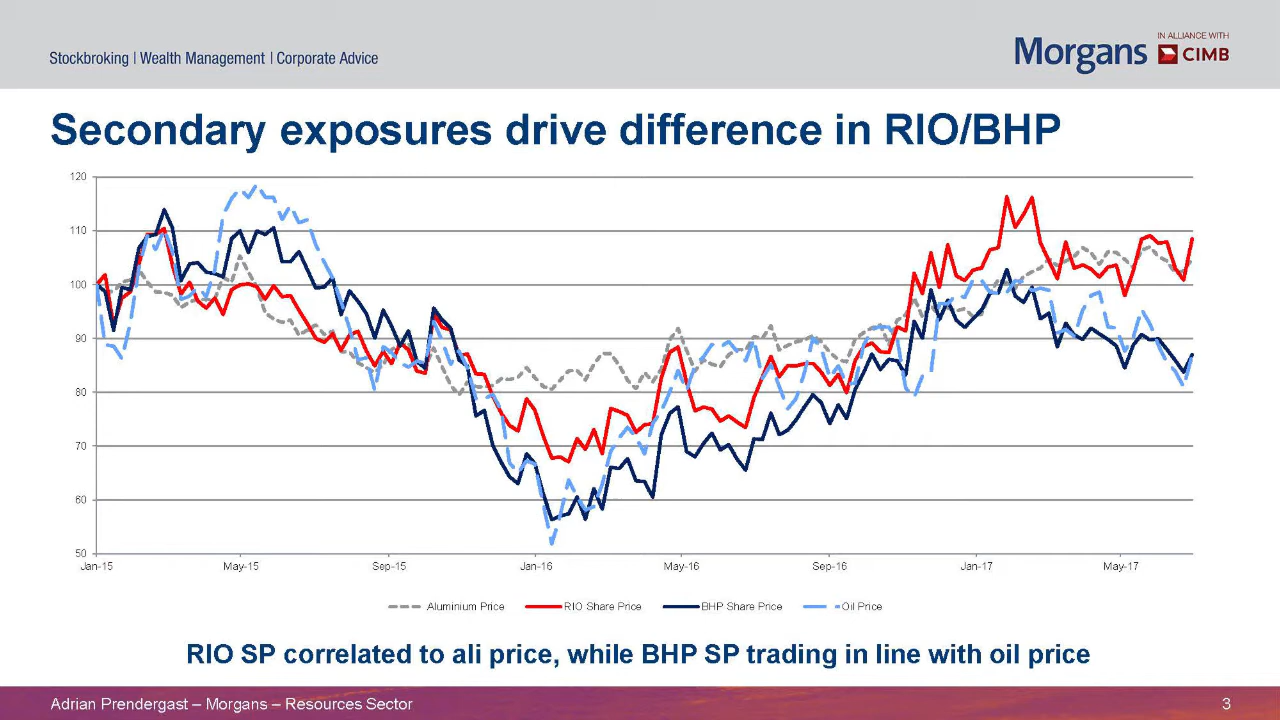 Stockbroking | Wealth Management | Corporate Advice
Morgans
IN ALLIANCE WITH
CIMB
Secondary exposures drive difference in RIO/BHP
120
110
100
90
80
70
60
50
Jan-15 May-15 Sep-15 Jan-16 May-16 Sep-16 Jan-17 May-17
Aluminium Price RIO Share Price BHP Share Price Oil Price
RIO SP correlated to ali price, while BHP SP trading in line with oil price
Adrian Prendergast – Morgans – Resources Sector 3